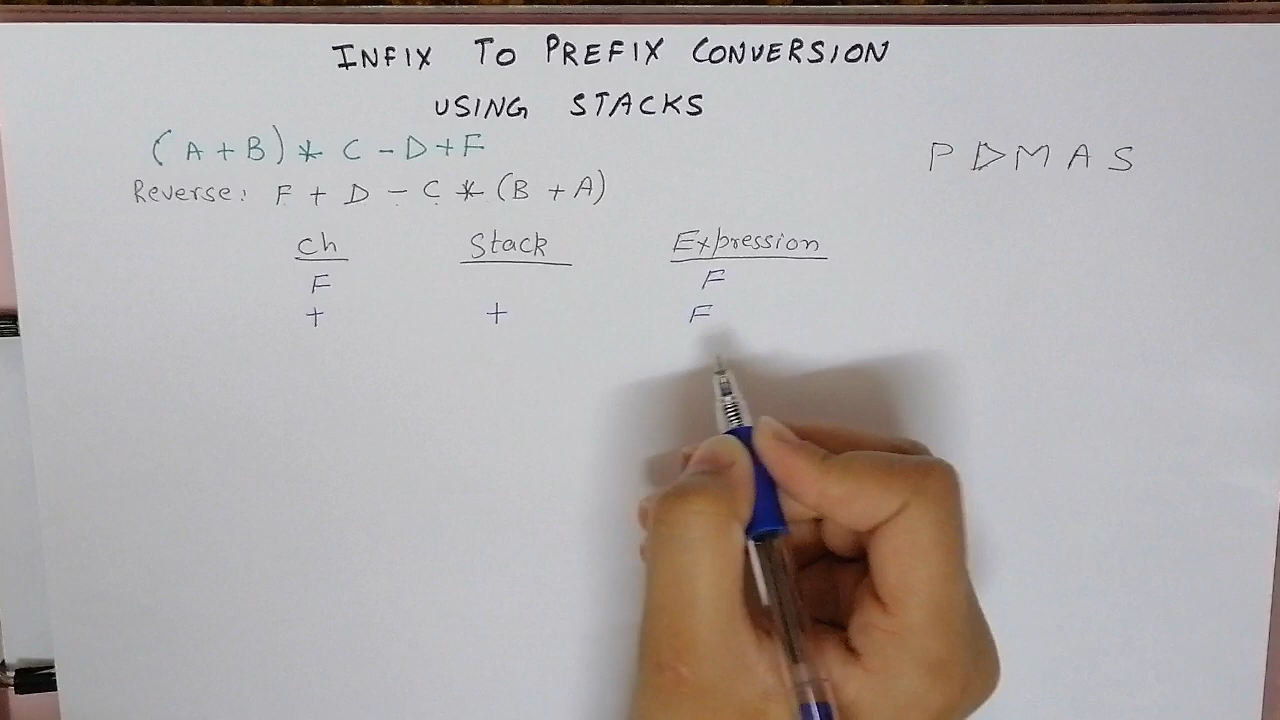 INFIX TO PREFIX CONVERSION
USING STACKS
(A+B) * C - D+F
PDMAS
Reverse: F + D - C * (B + A)
Ch Stack Expression
F F
+ + F